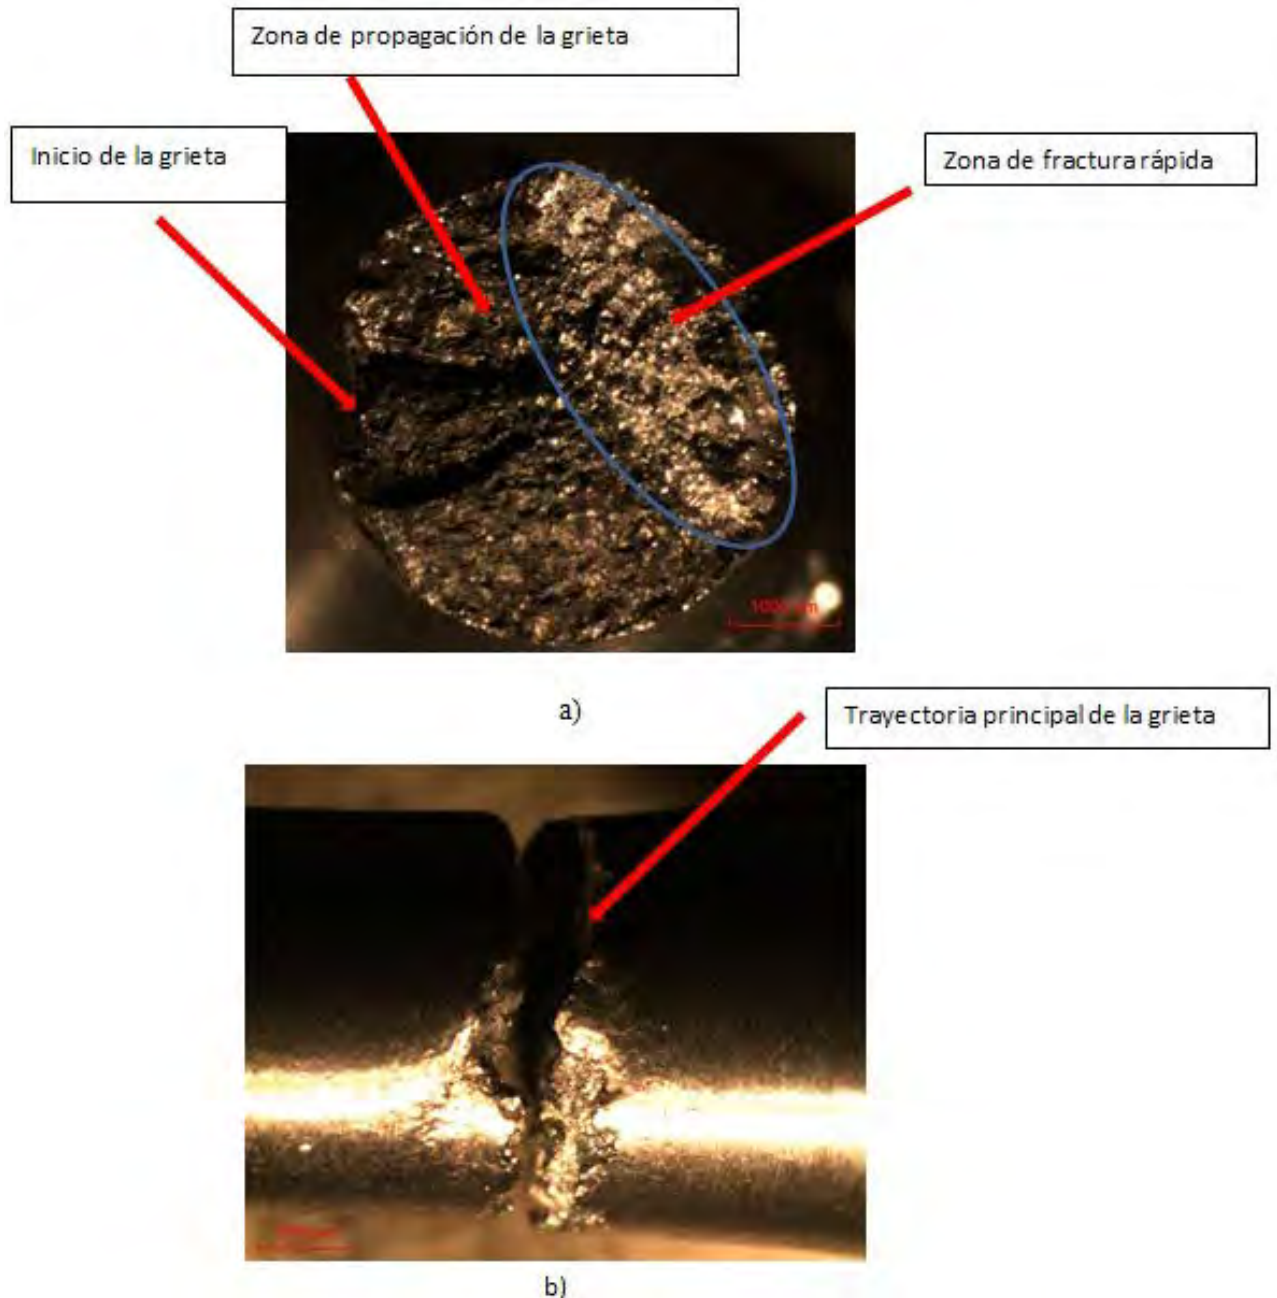 Zona de propagación de la grieta
Inicio de la grieta
Zona de fractura rápida
a)
Trayectoria principal de la grieta
b)